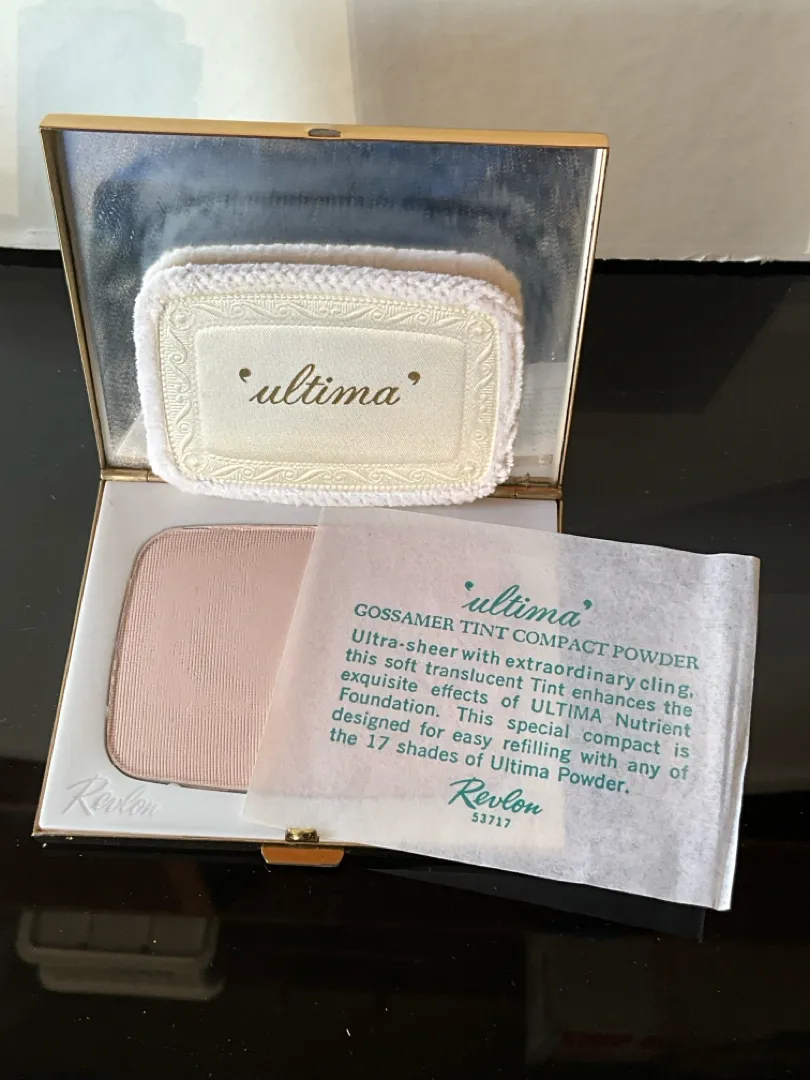 'ultima'
'ultima'
GOSSAMER TINT COMPACT POWDER
Ultra-sheer with extraordinary cling,
this soft translucent Tint enhances the
exquisite effects of ULTIMA Nutrient
Foundation. This special compact is
designed for easy refilling with any of
the 17 shades of Ultima Powder.
Revlon
53717
Revlon